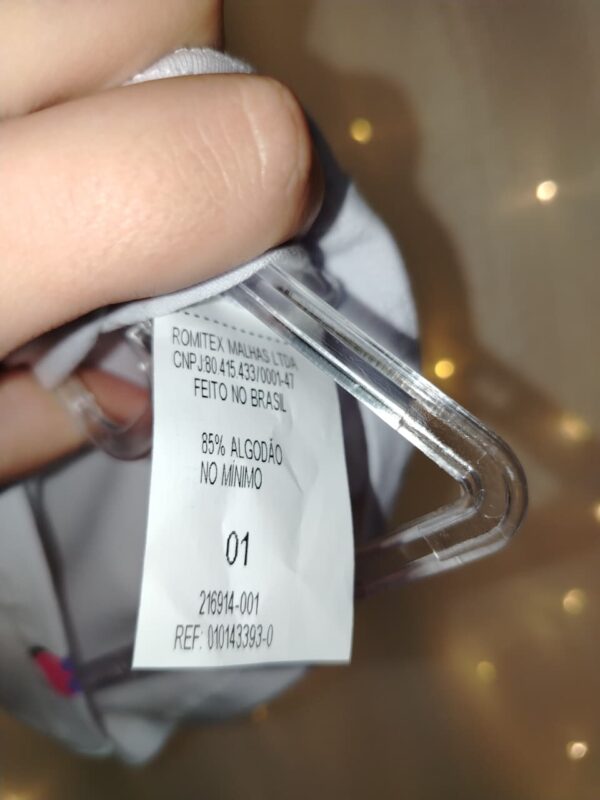 ROMITEX MALHAS LTDA
CNPJ:80.415.433/0001-47
FEITO NO BRASIL
85% ALGODÃO
NO MÍNIMO
01
216914-001
REF: 010143393-0